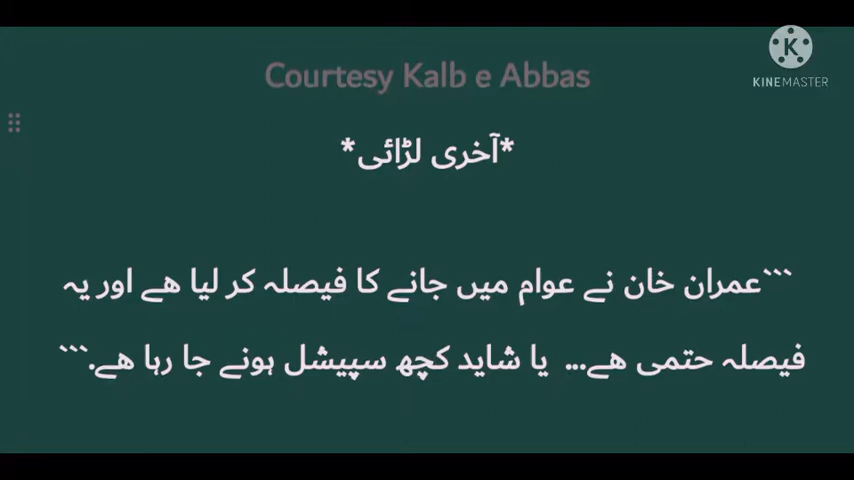 K
KINEMASTER
Courtesy Kalb e Abbas
*آخری لڑائی*
```عمران خان نے عوام میں جانے کا فیصلہ کر لیا ھے اور یہ
فیصلہ حتمی ھے... یا شاید کچھ سپیشل ہونے جا رہا ھے.```